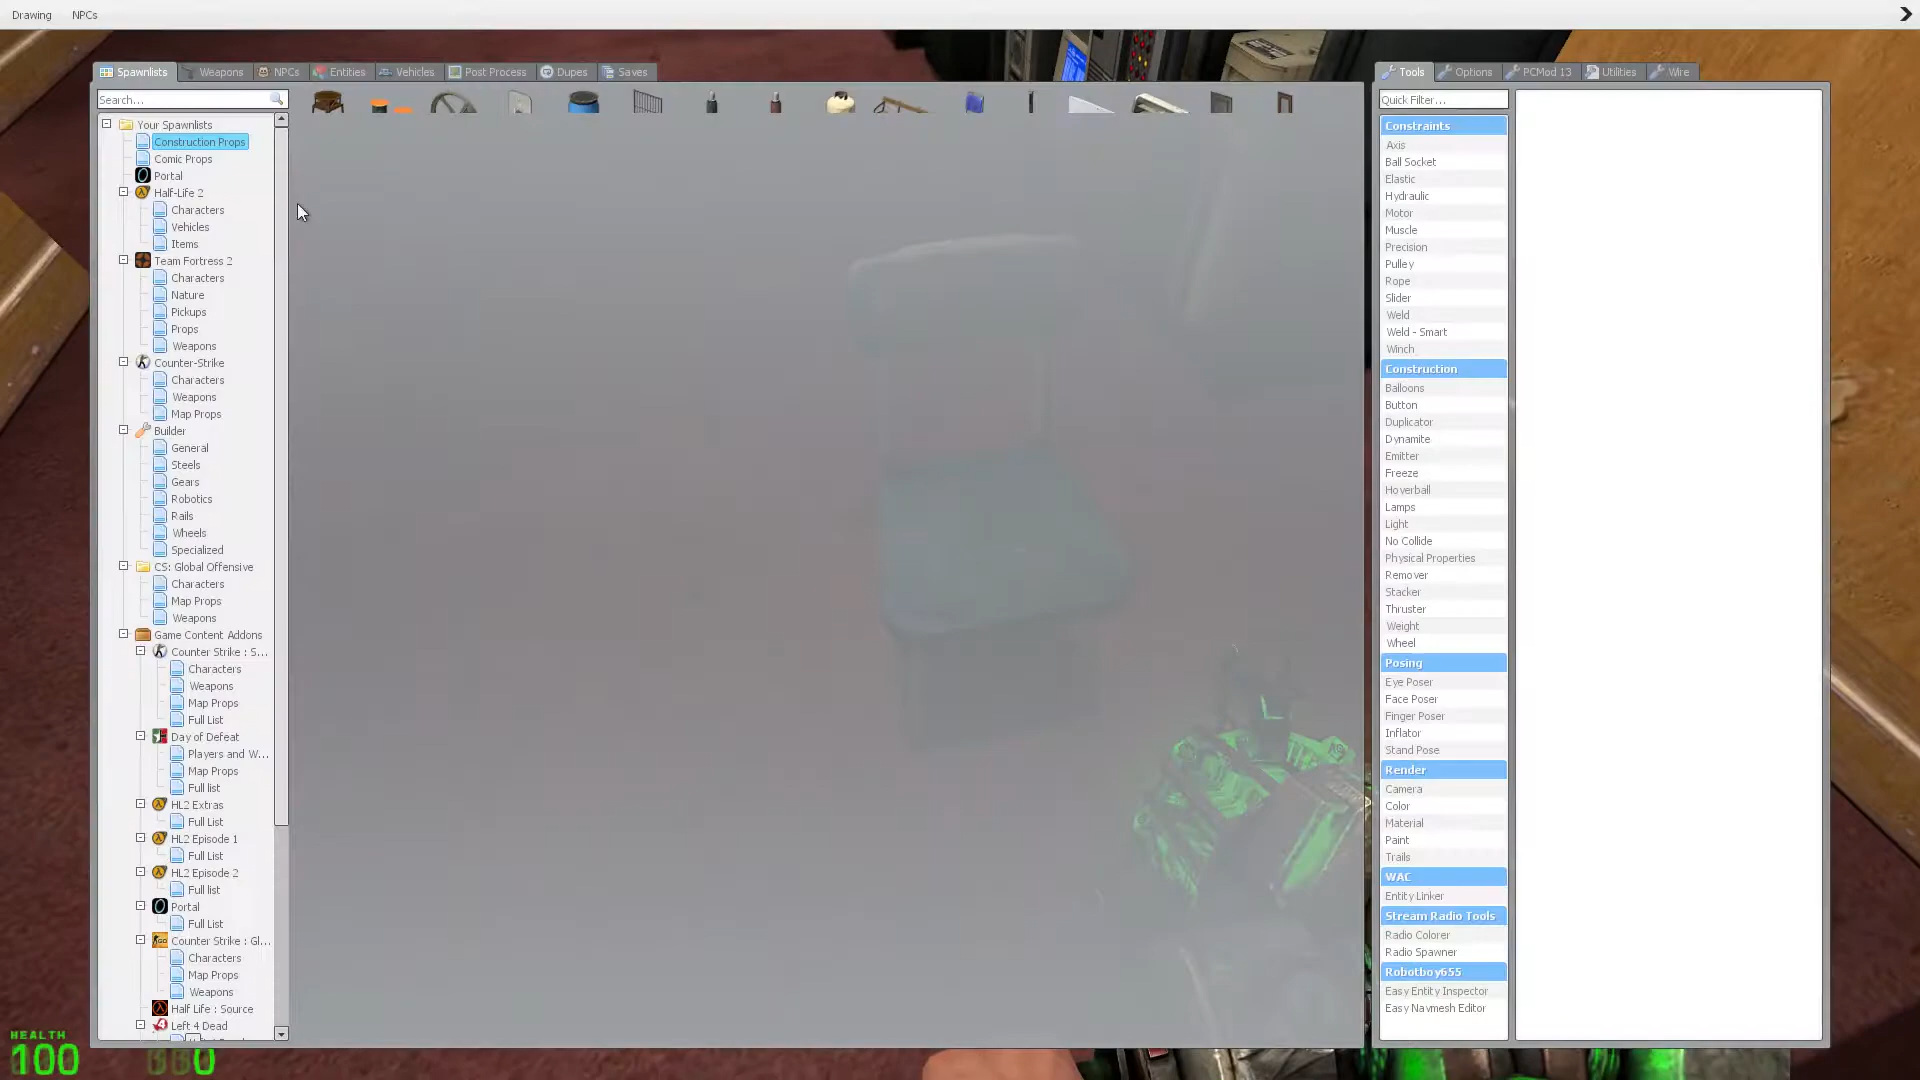 Drawing NPCs
Spawnlists Weapons NPCs Entities Vehicles Post Process Dupes Saves
Search...
Your Spawnlists
Construction Props
Comic Props
Portal
Half-Life 2
Characters
Vehicles
Items
Team Fortress 2
Characters
Nature
Pickups
Props
Weapons
Counter-Strike
Characters
Weapons
Map Props
Builder
General
Steels
Gears
Robotics
Rails
Wheels
Specialized
CS: Global Offensive
Characters
Map Props
Weapons
Game Content Addons
Counter Strike : S...
Characters
Weapons
Map Props
Full List
Day of Defeat
Players and W...
Map Props
Full list
HL2 Extras
Full List
HL2 Episode 1
Full List
HL2 Episode 2
Full list
Portal
Full List
Counter Strike : Gl...
Characters
Map Props
Weapons
Half Life : Source
Left 4 Dead
Tools Options PCMod 13 Utilities Wire
Quick Filter...
Constraints
Axis
Ball Socket
Elastic
Hydraulic
Motor
Muscle
Precision
Pulley
Rope
Slider
Weld
Weld - Smart
Winch
Construction
Balloons
Button
Duplicator
Dynamite
Emitter
Freeze
Hoverball
Lamps
Light
No Collide
Physical Properties
Remover
Stacker
Thruster
Weight
Wheel
Posing
Eye Poser
Face Poser
Finger Poser
Inflator
Stand Pose
Render
Camera
Color
Material
Paint
Trails
WAC
Entity Linker
Stream Radio Tools
Radio Colorer
Radio Spawner
Robotboy655
Easy Entity Inspector
Easy Navmesh Editor
HEALTH
100